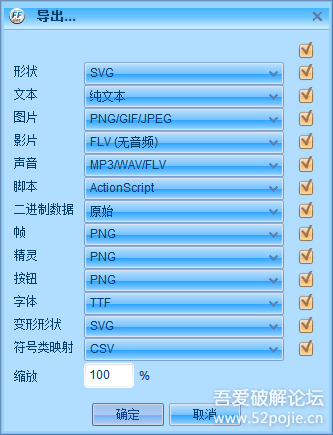 FF 导出...
形状 SVG
文本 纯文本
图片 PNG/GIF/JPEG
影片 FLV (无音频)
声音 MP3/WAV/FLV
脚本 ActionScript
二进制数据 原始
帧 PNG
精灵 PNG
按钮 PNG
字体 TTF
变形形状 SVG
符号类映射 CSV
缩放 100 %
确定 取消
吾爱破解论坛
www.52pojie.cn